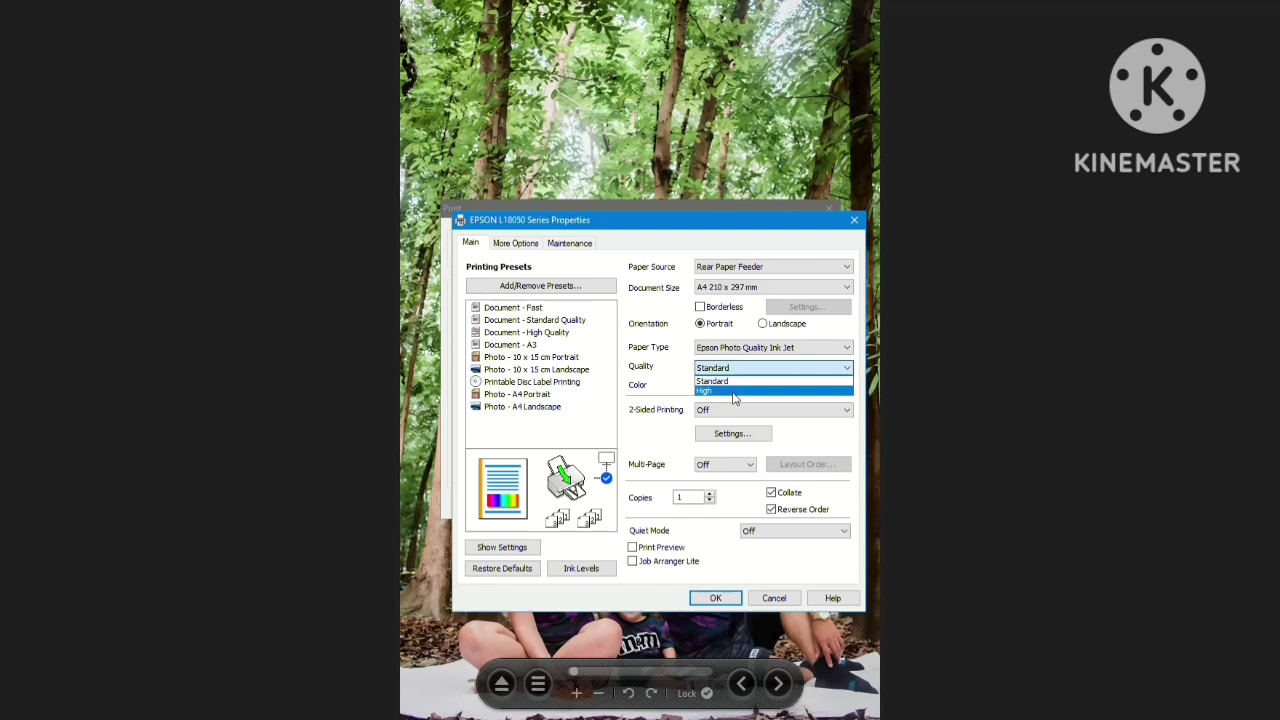 KINEMASTER
Print
EPSON L18050 Series Properties
Main
More Options
Maintenance
Printing Presets
Add/Remove Presets...
Document - Fast
Document - Standard Quality
Document - High Quality
Document - A3
Photo - 10 x 15 cm Portrait
Photo - 10 x 15 cm Landscape
Printable Disc Label Printing
Photo - A4 Portrait
Photo - A4 Landscape
Show Settings
Restore Defaults
Ink Levels
Paper Source
Rear Paper Feeder
Document Size
A4 210 x 297 mm
Borderless
Settings...
Orientation
Portrait
Landscape
Paper Type
Epson Photo Quality Ink Jet
Quality
Standard
Standard
High
Color
2-Sided Printing
Off
Settings...
Multi-Page
Off
Layout Order...
Copies
1
Collate
Reverse Order
Quiet Mode
Off
Print Preview
Job Arranger Lite
OK
Cancel
Help
m&m
Lock